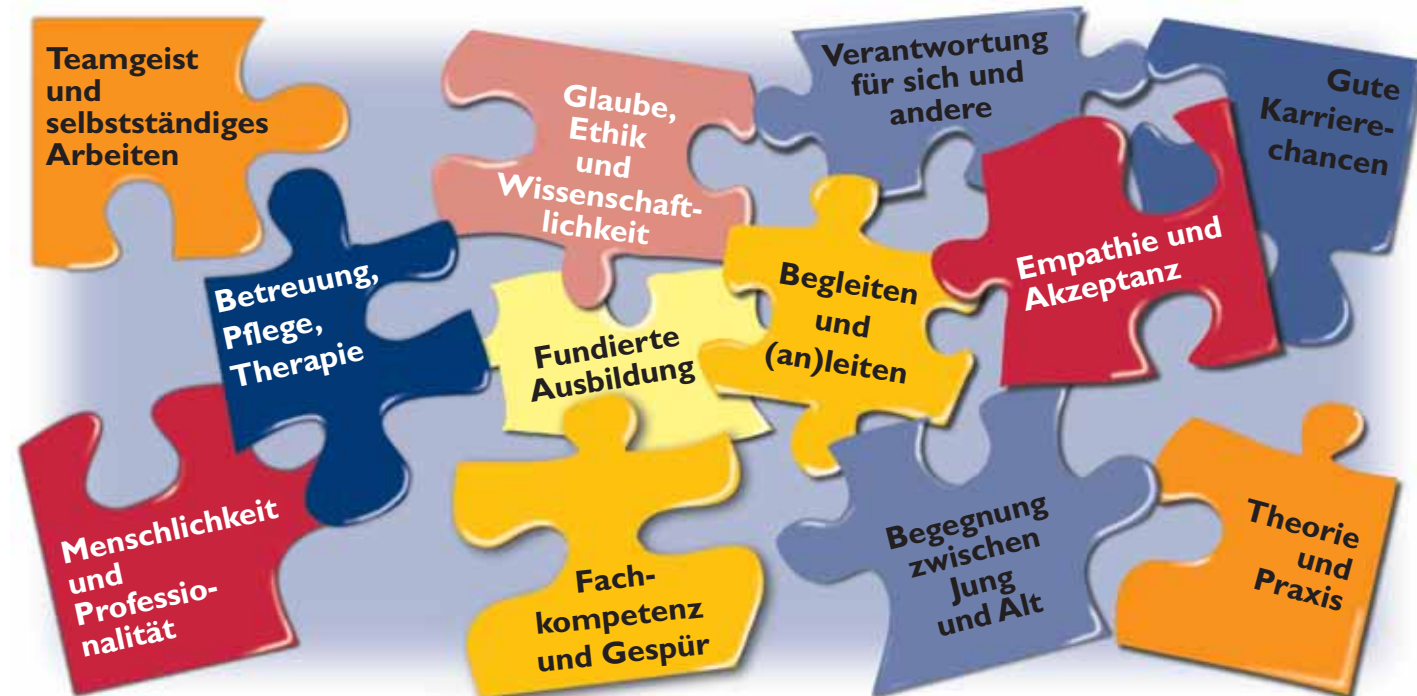 Teamgeist
und
selbstständiges
Arbeiten
Glaube,
Ethik
und
Wissenschaft-
lichkeit
Verantwortung
für sich und
andere
Gute
Karriere-
chancen
Betreuung,
Pflege,
Therapie
Fundierte
Ausbildung
Begleiten
und
(an)leiten
Empathie und
Akzeptanz
Menschlichkeit
und
Professio-
nalität
Fach-
kompetenz
und Gespür
Begegnung
zwischen
Jung
und Alt
Theorie
und
Praxis